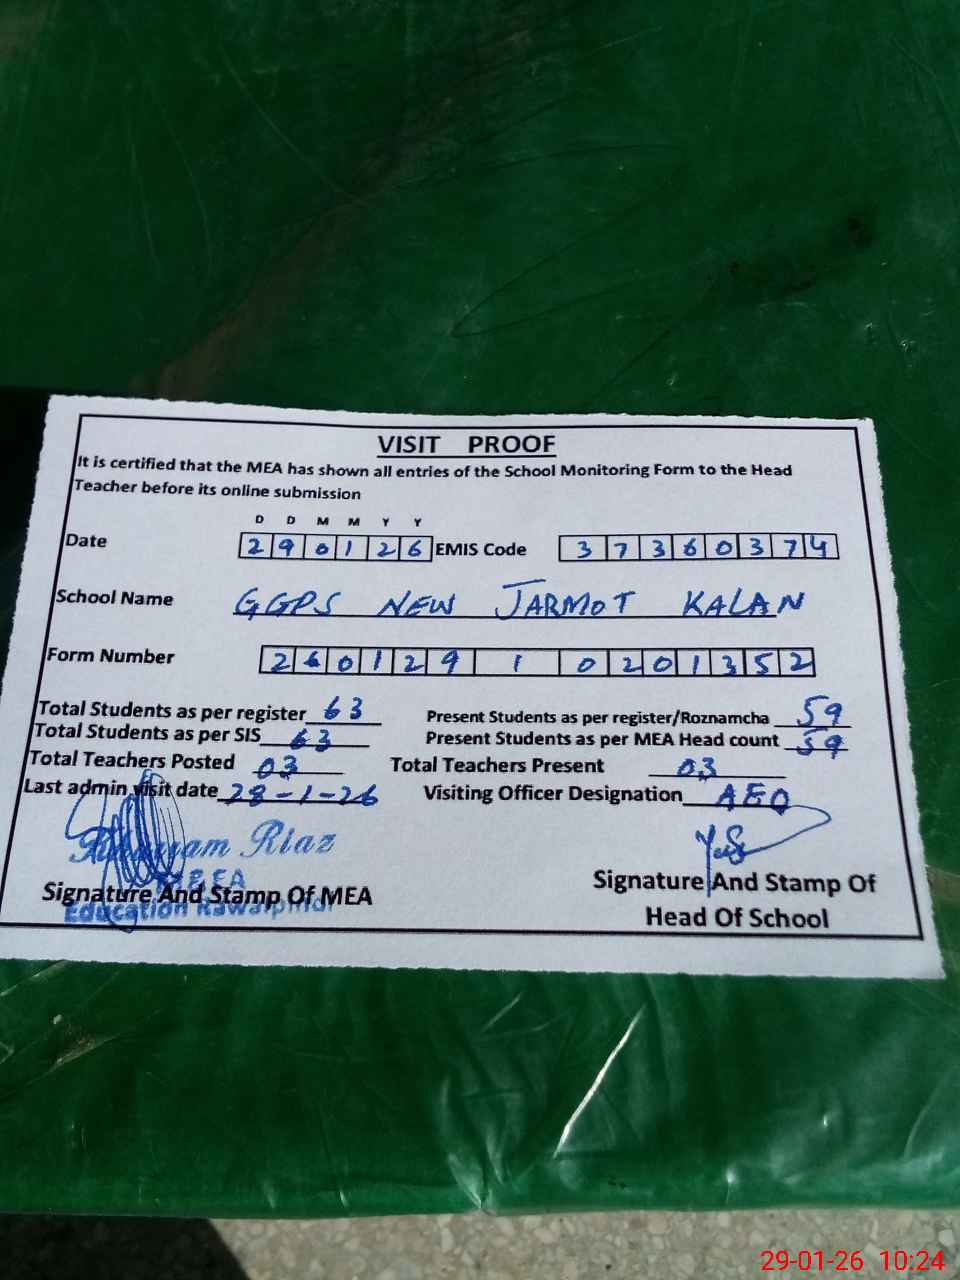 VISIT PROOF
It is certified that the MEA has shown all entries of the School Monitoring Form to the Head
Teacher before its online submission
D D M M Y Y
Date 2 9 0 1 2 6 EMIS Code 3 7 3 6 0 3 7 4
School Name GGPS NEW JARMOT KALAN
Form Number 2 6 0 1 2 9 1 0 2 0 1 3 5 2
Total Students as per register 63 Present Students as per register/Roznamcha 59
Total Students as per SIS 63 Present Students as per MEA Head count 59
Total Teachers Posted 03 Total Teachers Present 03
Last admin visit date 28-1-26 Visiting Officer Designation AEO
Riaz
Signature And Stamp Of MEA Signature And Stamp Of
Education Rawalpindi Head Of School
29-01-26 10:24